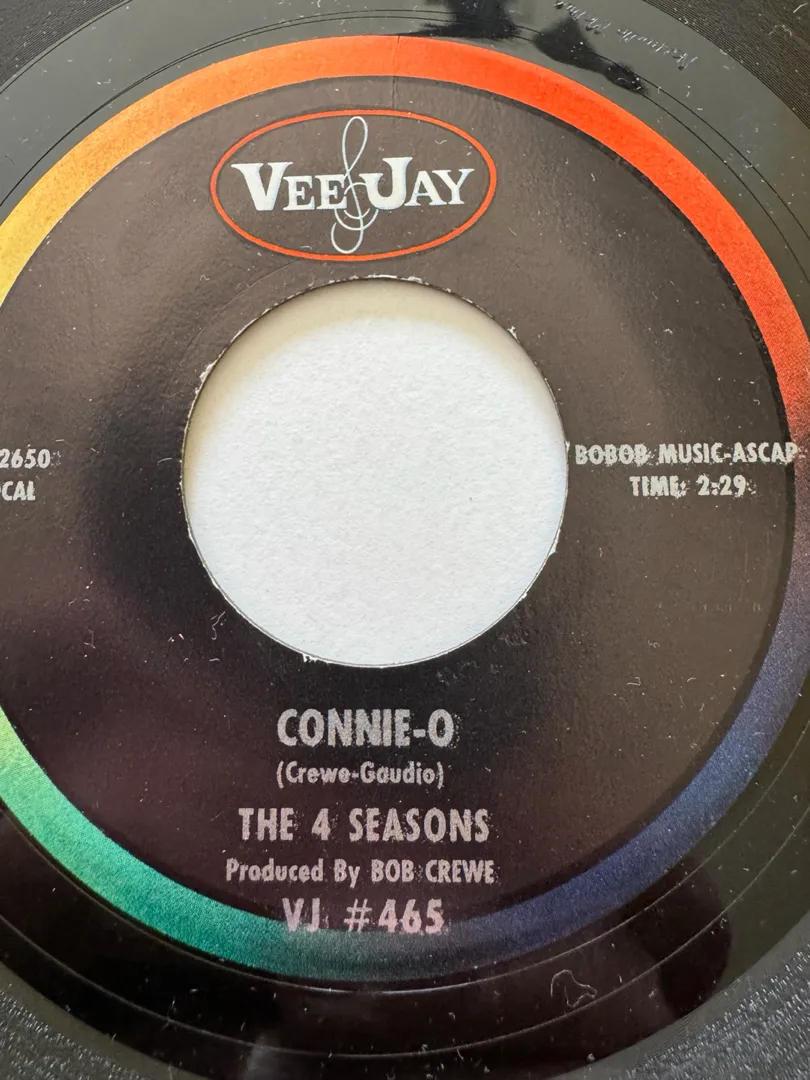 VEE JAY
2650
CAL
BOBOB MUSIC-ASCAP
TIME: 2:29
CONNIE-O
(Crewe-Gaudio)
THE 4 SEASONS
Produced By BOB CREWE
VJ #465